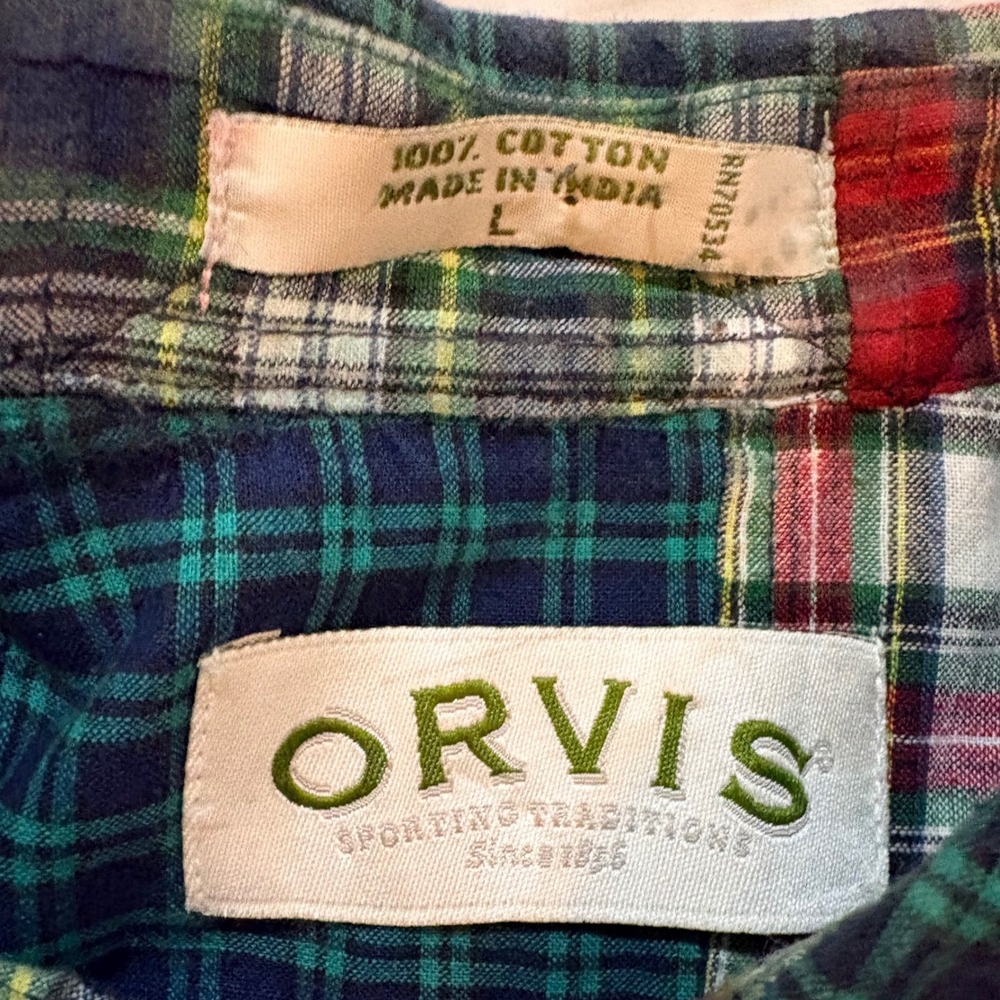 100% COTTON
MADE IN INDIA
L
RN70534
ORVIS®
SPORTING TRADITIONS
Since 1856